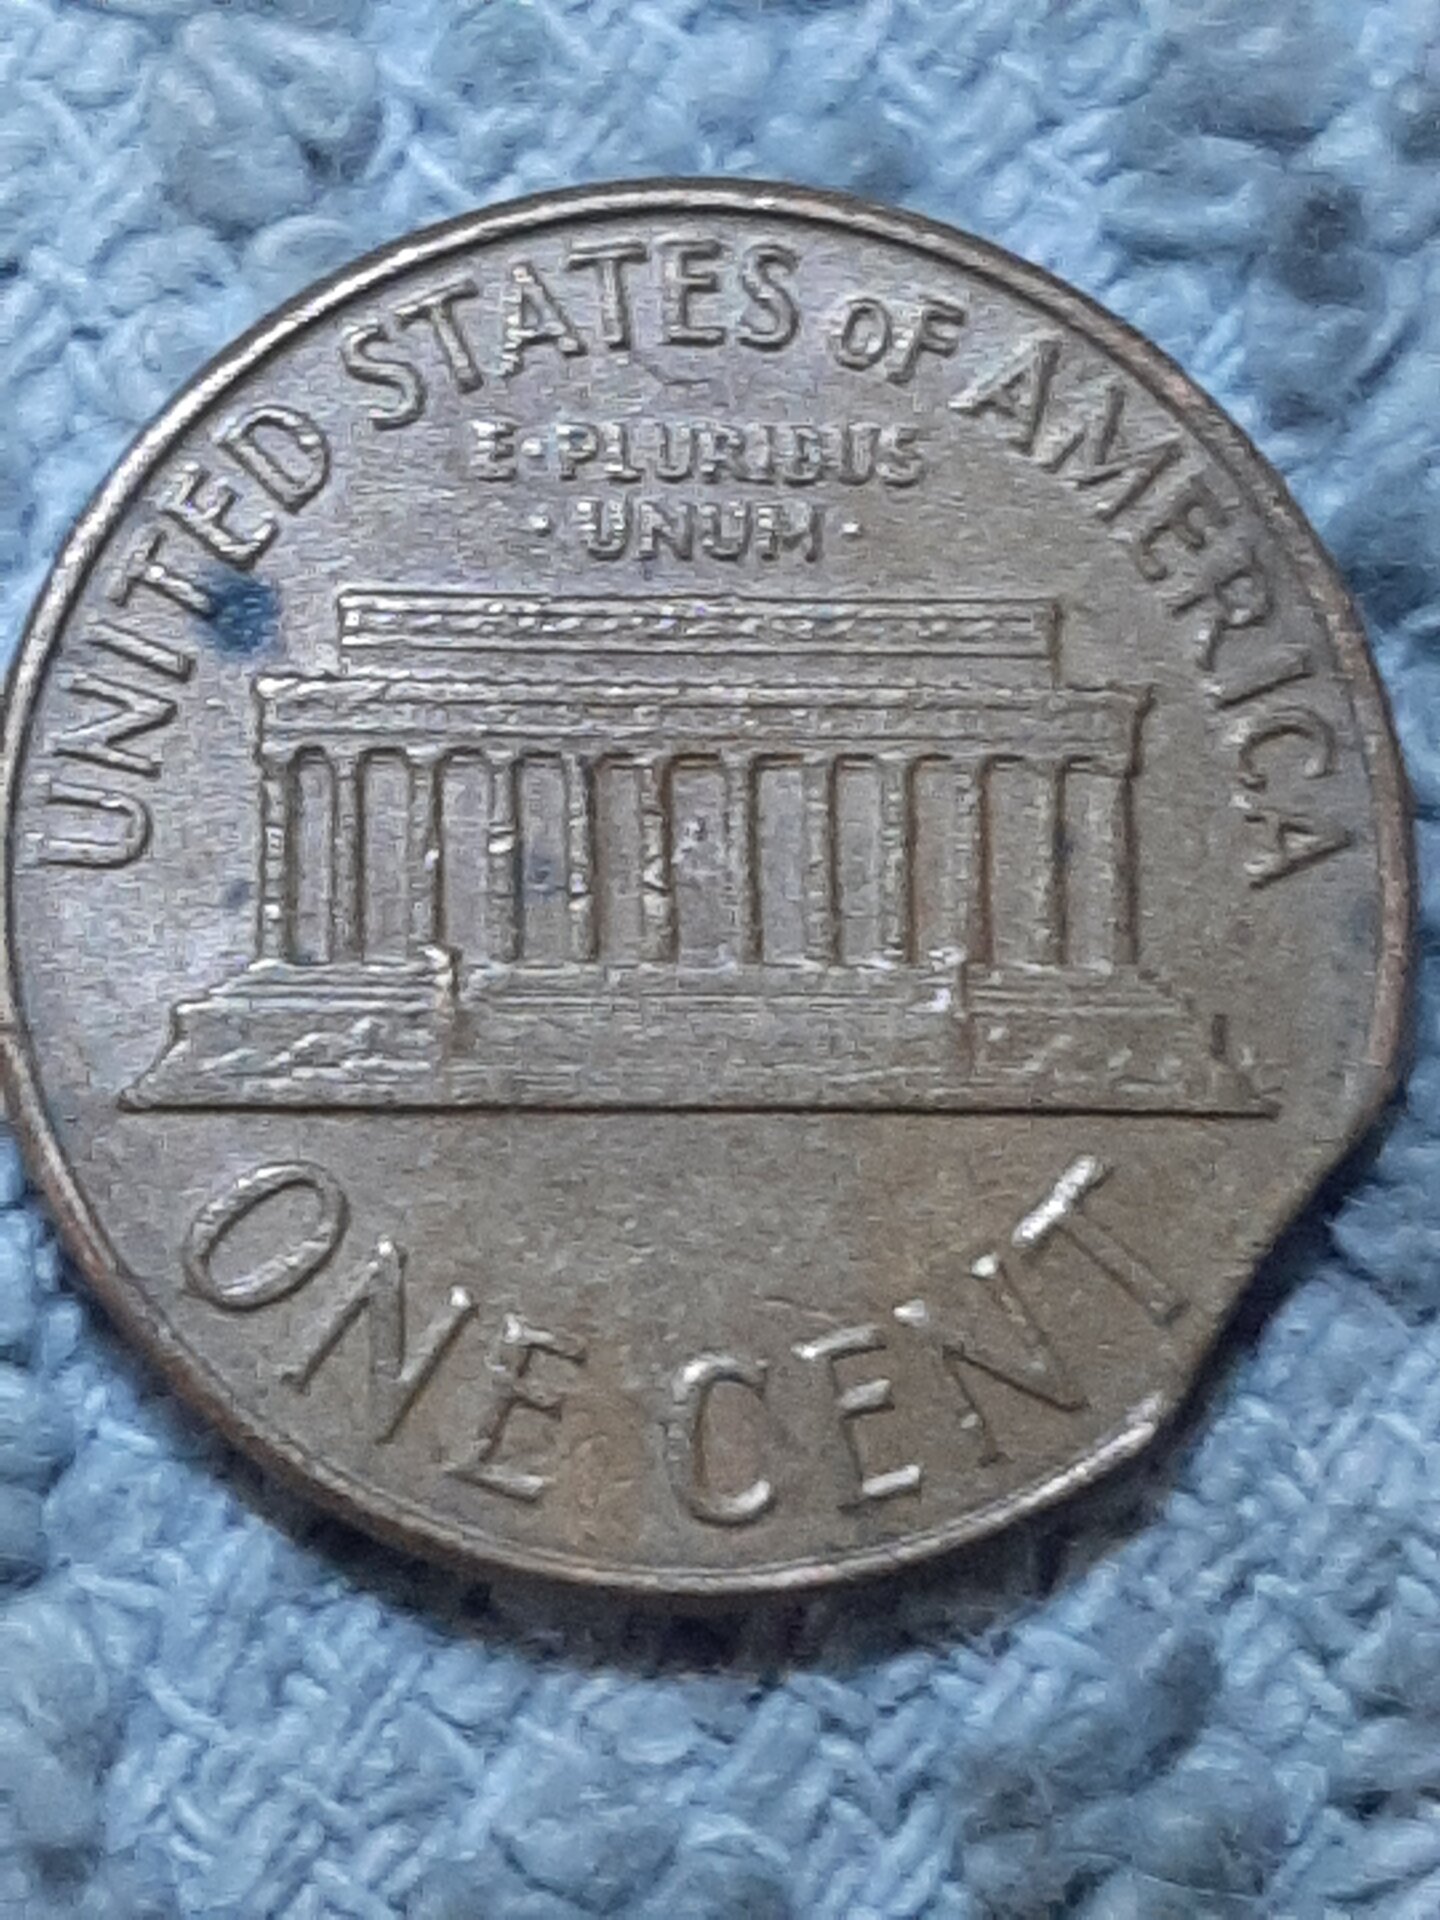 UNITED STATES OF AMERICA
E·PLURIBUS
·UNUM·
ONE CENT